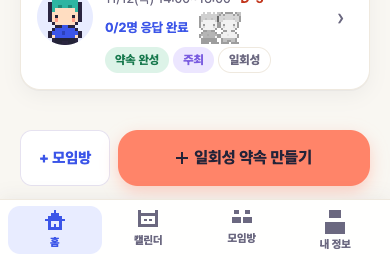 0/2명 응답 완료
약속 완성 주최 일회성
+ 모임방 + 일회성 약속 만들기
홈 캘린더 모임방 내 정보